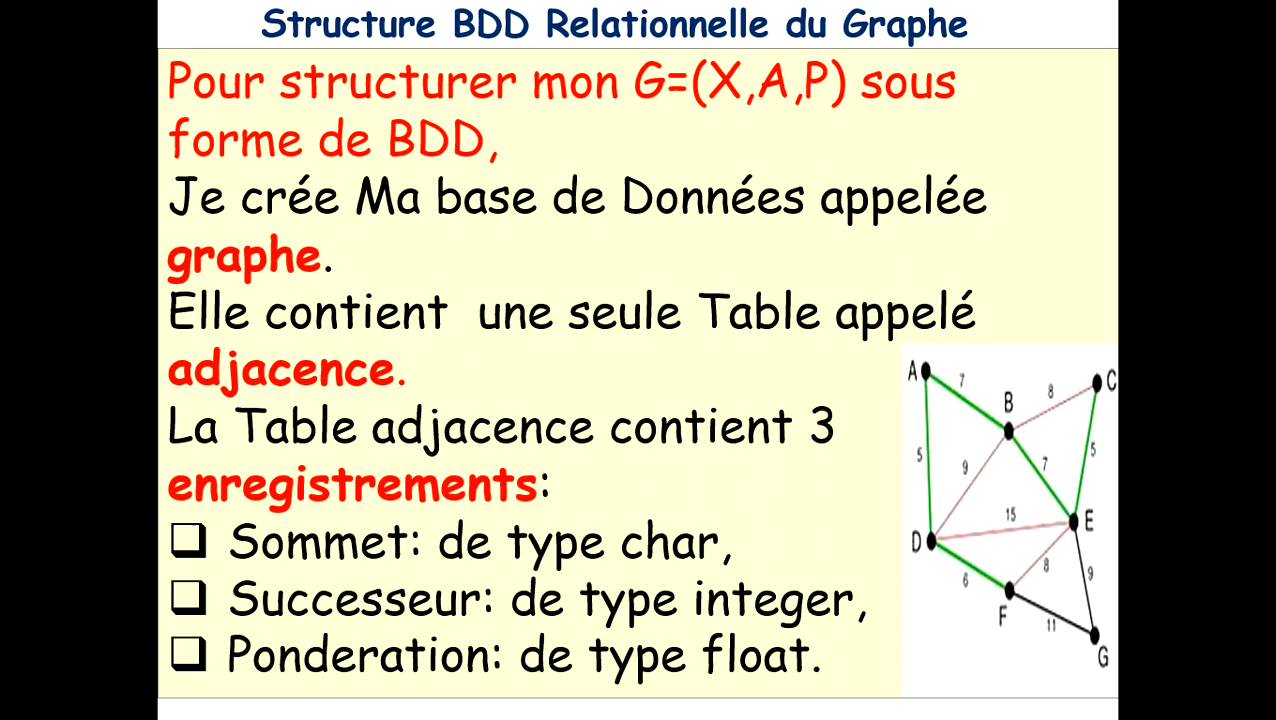 Structure BDD Relationnelle du Graphe
Pour structurer mon G=(X,A,P) sous
forme de BDD,
Je crée Ma base de Données appelée
graphe.
Elle contient une seule Table appelé
adjacence.
La Table adjacence contient 3
enregistrements:
❑ Sommet: de type char,
❑ Successeur: de type integer,
❑ Ponderation: de type float.
A
7
B
8
C
5
9
7
5
15
E
D
6
8
9
F
11
G